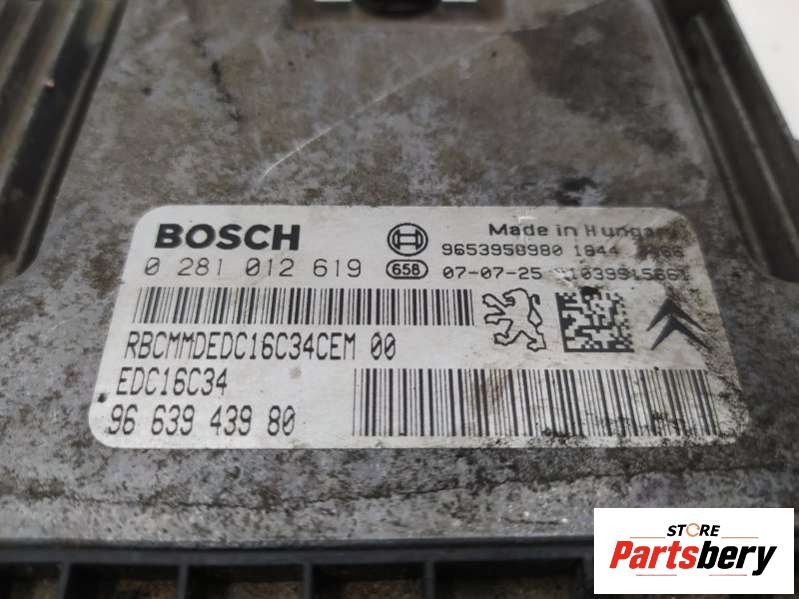 BOSCH
Made in Hungary
9653958980 1844
0 281 012 619
658
07-07-25
RBCMMDEDC16C34CEM 00
EDC16C34
96 639 439 80
STORE
Partsbery